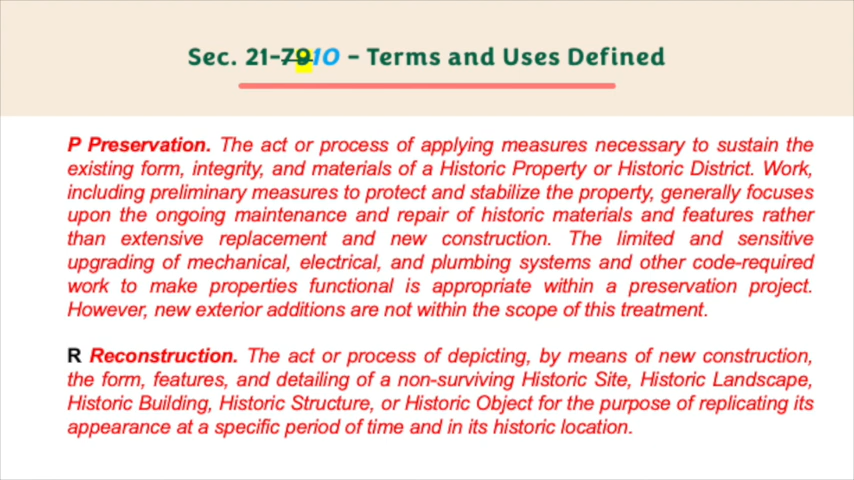 Sec. 21-7910 – Terms and Uses Defined
P Preservation. The act or process of applying measures necessary to sustain the
existing form, integrity, and materials of a Historic Property or Historic District. Work,
including preliminary measures to protect and stabilize the property, generally focuses
upon the ongoing maintenance and repair of historic materials and features rather
than extensive replacement and new construction. The limited and sensitive
upgrading of mechanical, electrical, and plumbing systems and other code-required
work to make properties functional is appropriate within a preservation project.
However, new exterior additions are not within the scope of this treatment.
R Reconstruction. The act or process of depicting, by means of new construction,
the form, features, and detailing of a non-surviving Historic Site, Historic Landscape,
Historic Building, Historic Structure, or Historic Object for the purpose of replicating its
appearance at a specific period of time and in its historic location.